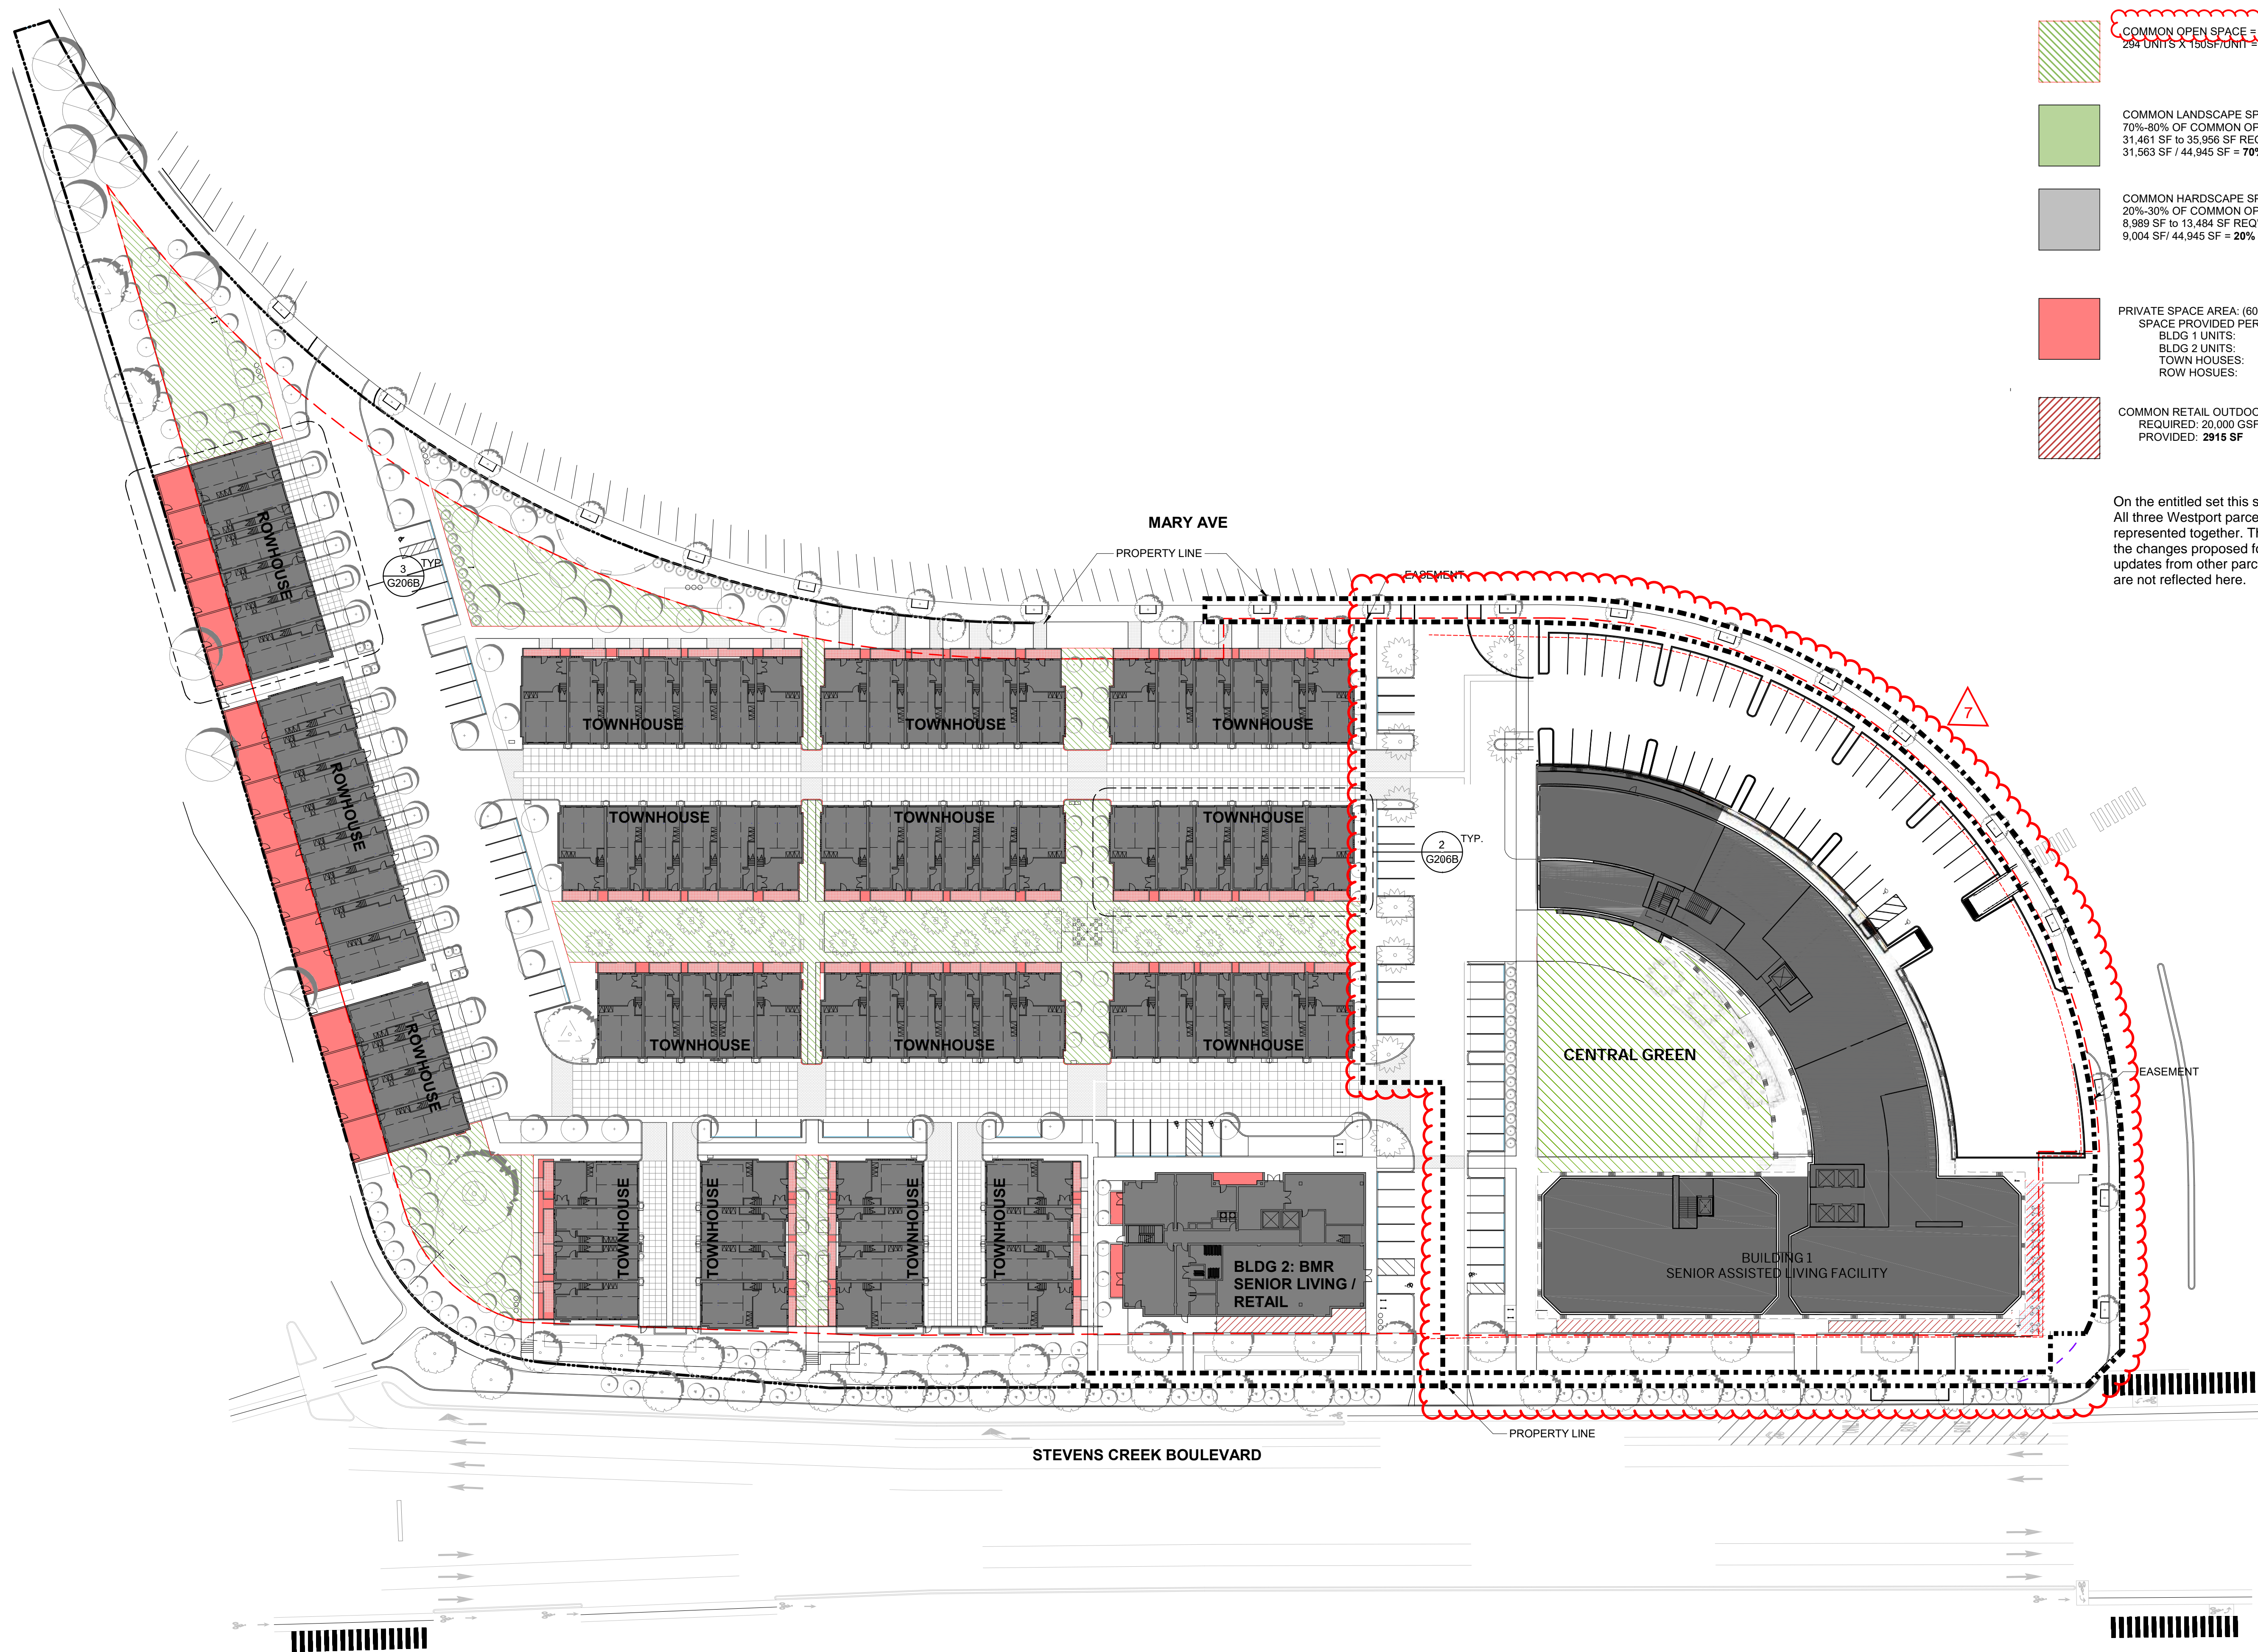 COMMON OPEN SPACE =
294 UNITS X 150SF/UNIT =
COMMON LANDSCAPE SP
70%-80% OF COMMON OP
31,461 SF to 35,956 SF REQ
31,563 SF / 44,945 SF = 70%
COMMON HARDSCAPE SP
20%-30% OF COMMON OP
8,989 SF to 13,484 SF REQ'
9,004 SF/ 44,945 SF = 20%
PRIVATE SPACE AREA: (60
SPACE PROVIDED PER
BLDG 1 UNITS:
BLDG 2 UNITS:
TOWN HOUSES:
ROW HOSUES:
COMMON RETAIL OUTDOO
REQUIRED: 20,000 GSF
PROVIDED: 2915 SF
On the entitled set this s
All three Westport parce
represented together. Th
the changes proposed fo
updates from other parc
are not reflected here.
MARY AVE
PROPERTY LINE
EASEMENT
7
ROWHOUSE
3
G206B
TYP
ROWHOUSE
ROWHOUSE
TOWNHOUSE
TOWNHOUSE
TOWNHOUSE
TOWNHOUSE
TOWNHOUSE
TOWNHOUSE
2
G206B
TYP.
TOWNHOUSE
TOWNHOUSE
TOWNHOUSE
CENTRAL GREEN
EASEMENT
TOWNHOUSE
TOWNHOUSE
TOWNHOUSE
TOWNHOUSE
BLDG 2: BMR
SENIOR LIVING /
RETAIL
BUILDING 1
SENIOR ASSISTED LIVING FACILITY
PROPERTY LINE
STEVENS CREEK BOULEVARD